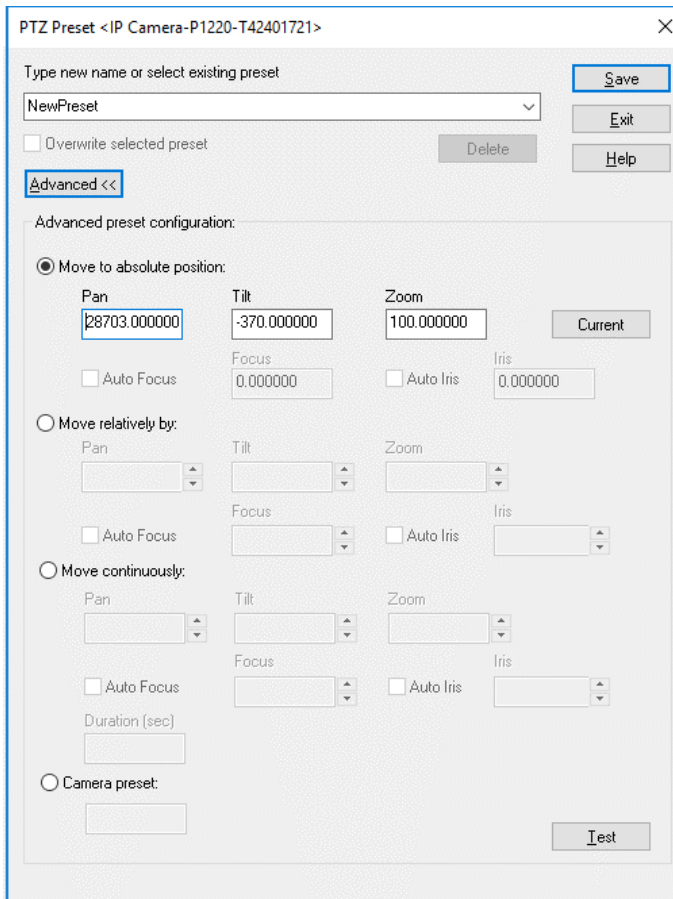 PTZ Preset <IP Camera-P1220-T42401721>
Type new name or select existing preset
Save
NewPreset
Exit
Overwrite selected preset
Delete
Help
Advanced <<
Advanced preset configuration:
Move to absolute position:
Pan Tilt Zoom
28703.000000 -370.000000 100.000000 Current
Focus Iris
Auto Focus 0.000000 Auto Iris 0.000000
Move relatively by:
Pan Tilt Zoom
Focus Iris
Auto Focus Auto Iris
Move continuously:
Pan Tilt Zoom
Focus Iris
Auto Focus Auto Iris
Duration (sec)
Camera preset:
Test